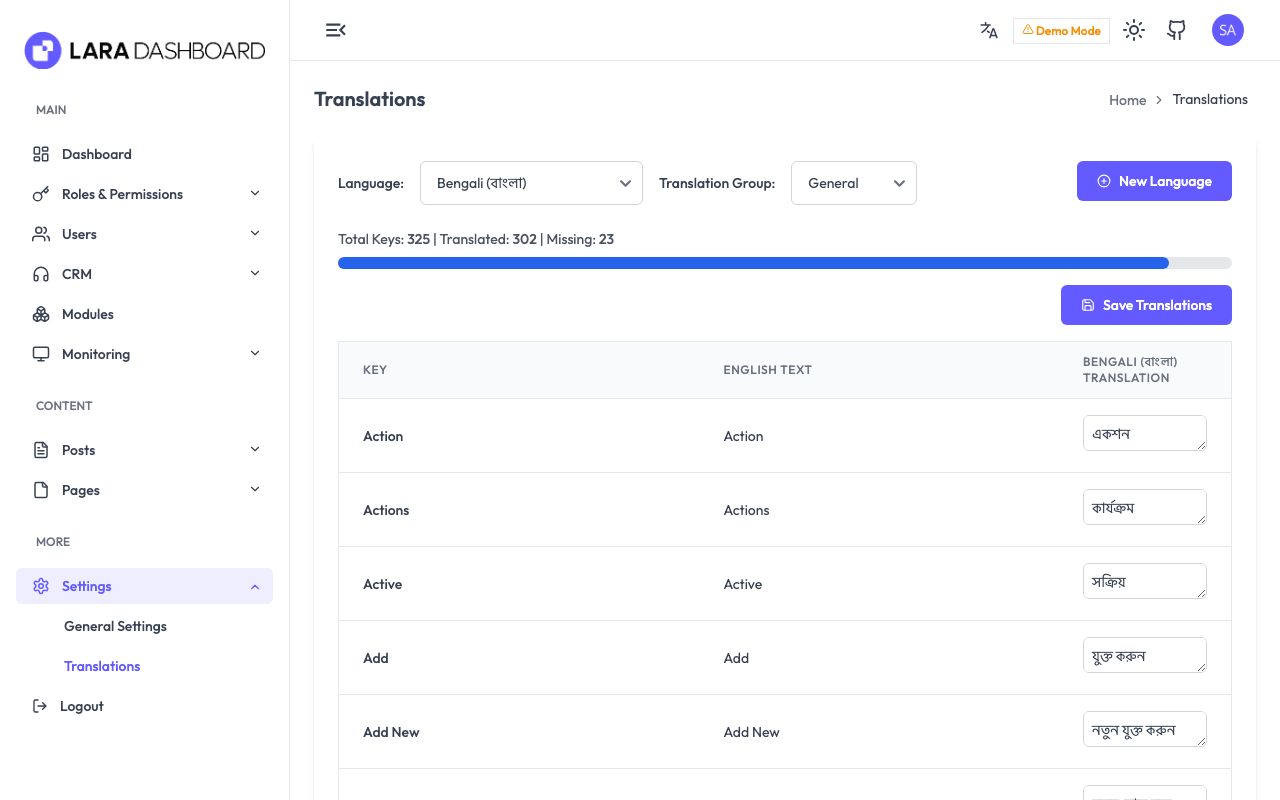 LARA DASHBOARD
Demo Mode
SA
MAIN
Dashboard
Roles & Permissions
Users
CRM
Modules
Monitoring
CONTENT
Posts
Pages
MORE
Settings
General Settings
Translations
Logout
Translations
Home > Translations
Language: Bengali (বাংলা) Translation Group: General New Language
Total Keys: 325 | Translated: 302 | Missing: 23
Save Translations
KEY ENGLISH TEXT BENGALI (বাংলা) TRANSLATION
Action Action একশন
Actions Actions কার্যক্রম
Active Active সক্রিয়
Add Add যুক্ত করুন
Add New Add New নতুন যুক্ত করুন